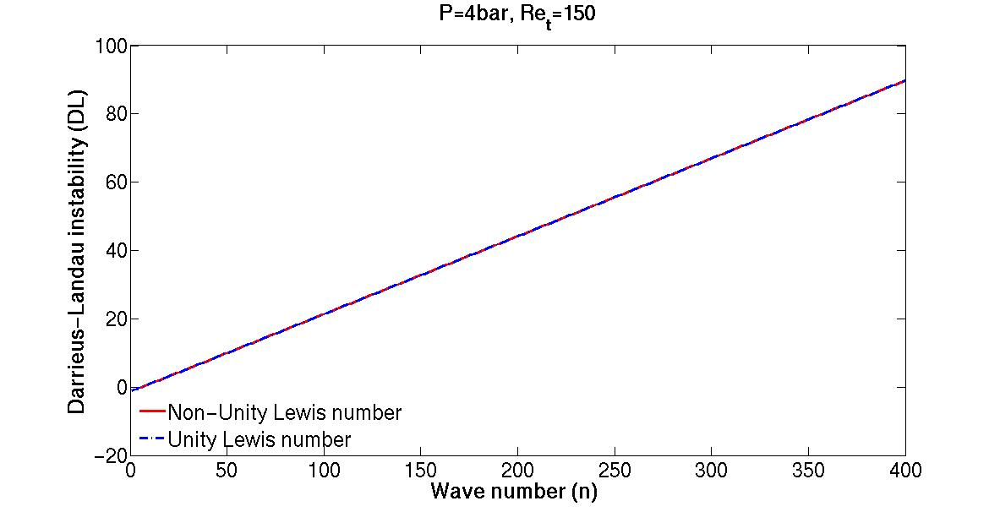 P=4bar, Re_t=150
Darrieus-Landau instability (DL)
100
80
60
40
20
0
−20
Non-Unity Lewis number
Unity Lewis number
0 50 100 150 200 250 300 350 400
Wave number (n)